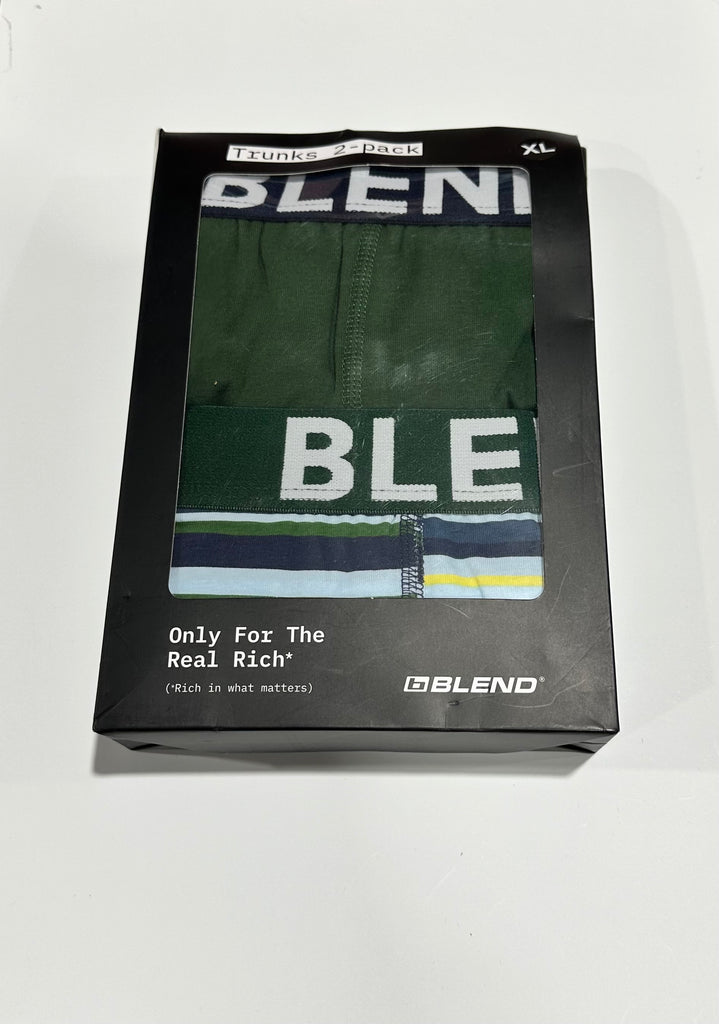 Trunks 2-pack
XL
BLEN
BLE
Only For The
Real Rich*
(*Rich in what matters)
BLEND®